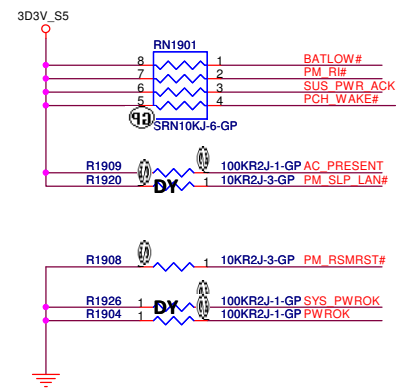 3D3V_S5
RN1901
8 1 BATLOW#
7 2 PM_RI#
6 3 SUS_PWR_ACK
5 4 PCH_WAKE#
SRN10KJ-6-GP
R1909 100KR2J-1-GP AC_PRESENT
R1920 DY 1 10KR2J-3-GP PM_SLP_LAN#
R1908 1 10KR2J-3-GP PM_RSMRST#
R1926 1 DY 100KR2J-1-GP SYS_PWROK
R1904 1 100KR2J-1-GP PWROK